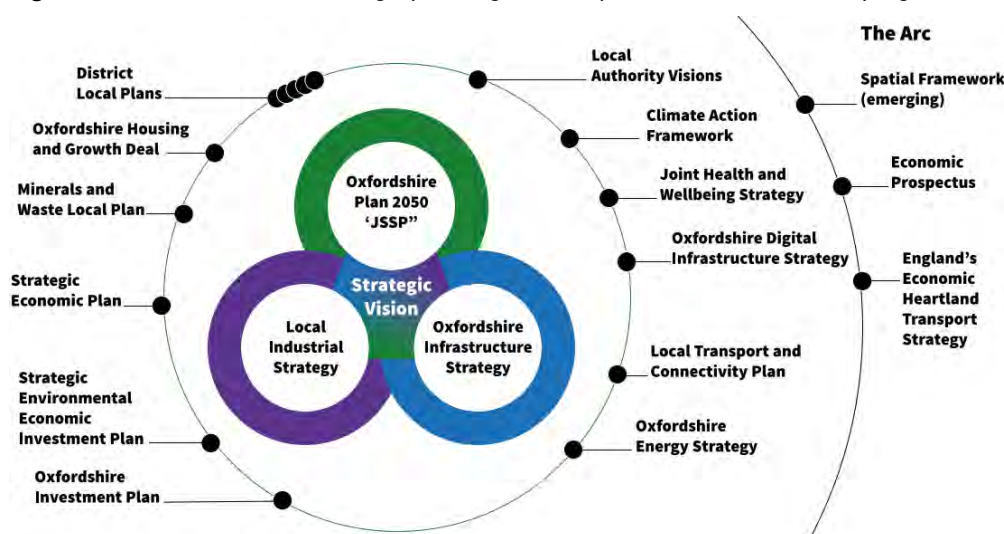 The Arc
District
Local Plans
Oxfordshire Housing
and Growth Deal
Minerals and
Waste Local Plan
Strategic
Economic Plan
Strategic
Environmental
Economic
Investment Plan
Oxfordshire
Investment Plan
Oxfordshire
Plan 2050
‘JSSP”
Strategic
Vision
Local
Industrial
Strategy
Oxfordshire
Infrastructure
Strategy
Local
Authority Visions
Climate Action
Framework
Joint Health and
Wellbeing Strategy
Oxfordshire Digital
Infrastructure Strategy
Local Transport and
Connectivity Plan
Oxfordshire
Energy Strategy
Spatial Framework
(emerging)
Economic
Prospectus
England’s
Economic
Heartland
Transport
Strategy